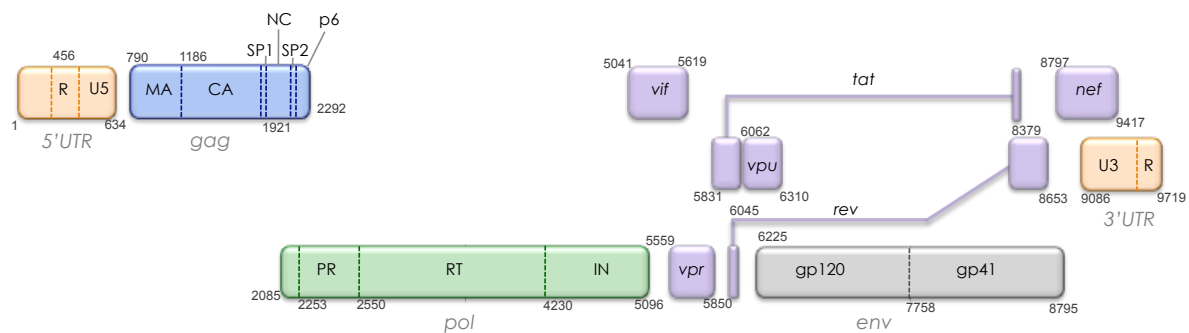 NC p6
456 790 1186 SP1 SP2
R U5 MA CA
1 634 1921 2292
5'UTR gag
5041 5619 8797
vif tat nef
9417
6062 8379
vpu U3 R
5831 6310 8653 9086 9719
6045 rev 3'UTR
5559 6225
PR RT IN vpr gp120 gp41
2085 2253 2550 4230 5096 5850 7758 8795
pol env